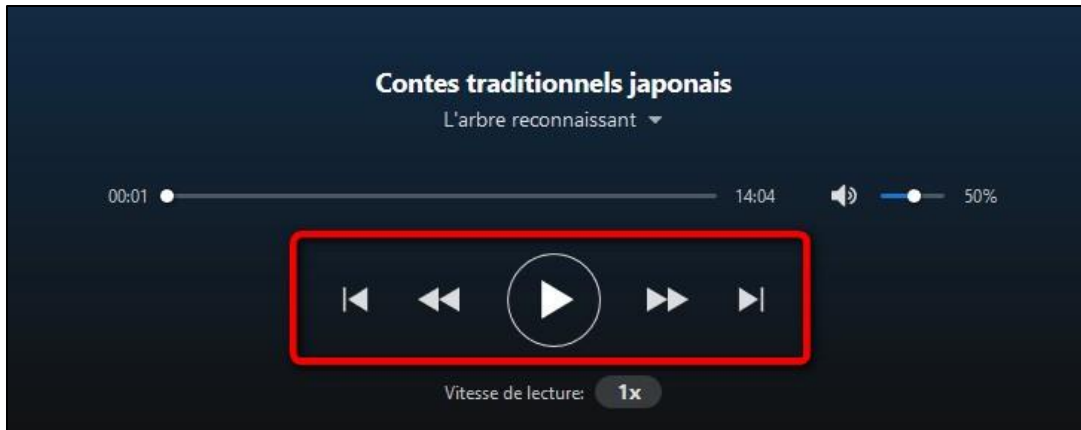 Contes traditionnels japonais
L'arbre reconnaissant
00:01 14:04 50%
Vitesse de lecture: 1x